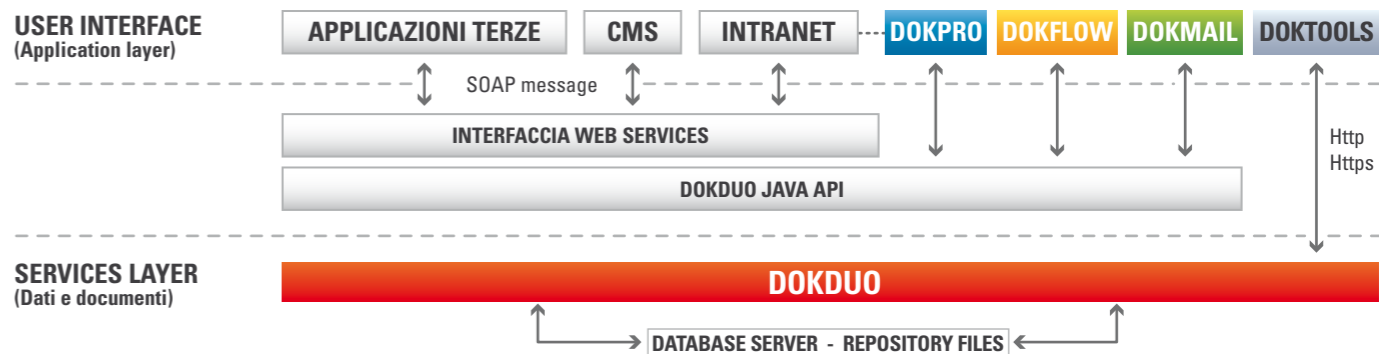 USER INTERFACE
(Application layer)
APPLICAZIONI TERZE
CMS
INTRANET
DOKPRO
DOKFLOW
DOKMAIL
DOKTOOLS
SOAP message
INTERFACCIA WEB SERVICES
Http
Https
DOKDUO JAVA API
SERVICES LAYER
(Dati e documenti)
DOKDUO
DATABASE SERVER - REPOSITORY FILES